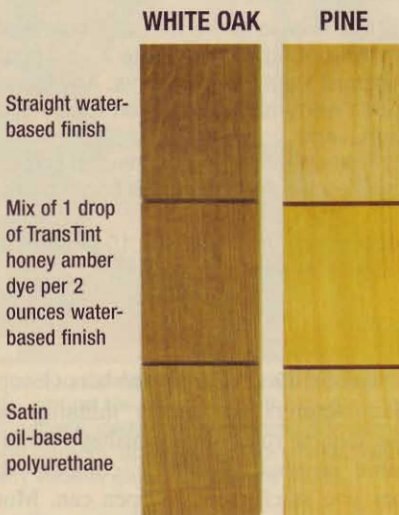 WHITE OAK PINE
Straight water-
based finish
Mix of 1 drop
of TransTint
honey amber
dye per 2
ounces water-
based finish
Satin
oil-based
polyurethane